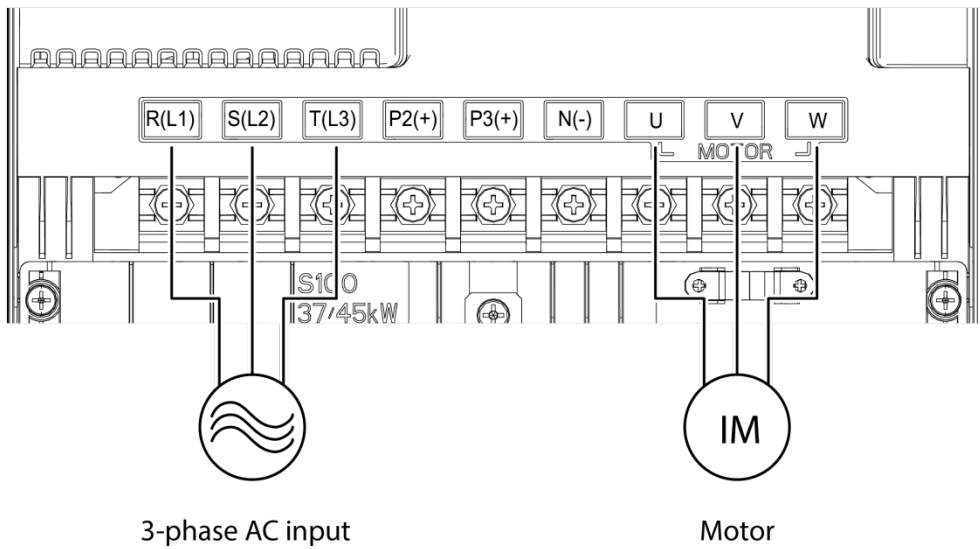 R(L1) S(L2) T(L3) P2(+) P3(+) N(-) U V W
MOTOR
S100
37/45kW
IM
3-phase AC input Motor